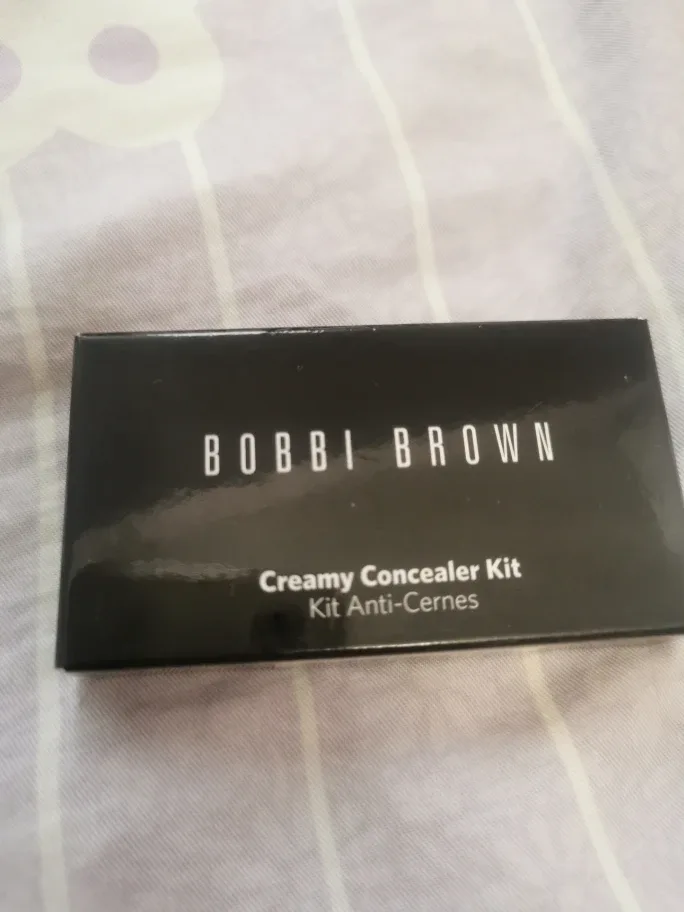 BOBBI BROWN
Creamy Concealer Kit
Kit Anti-Cernes